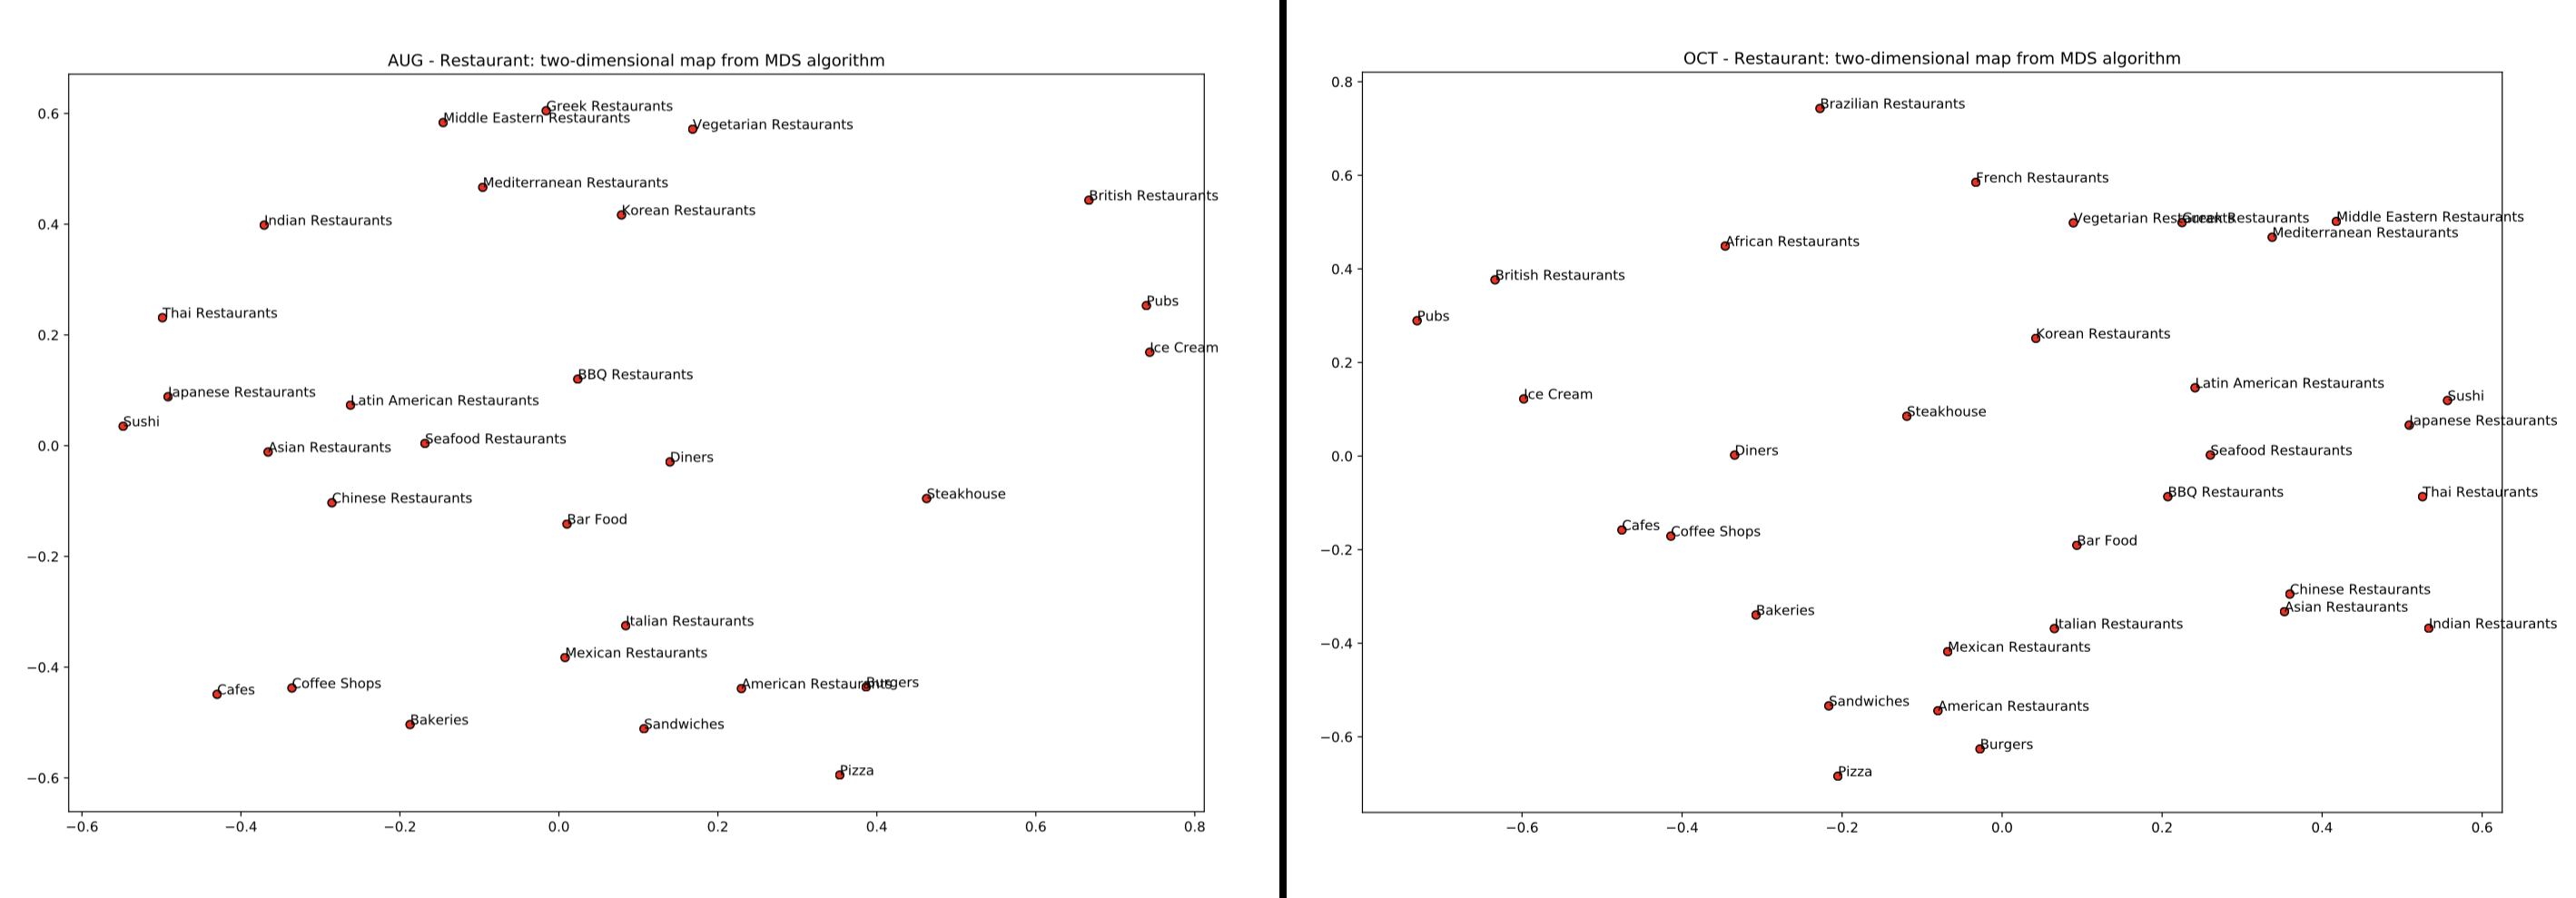 AUG - Restaurant: two-dimensional map from MDS algorithm
0.6
0.4
0.2
0.0
−0.2
−0.4
−0.6
Greek Restaurants
Middle Eastern Restaurants
Vegetarian Restaurants
Mediterranean Restaurants
British Restaurants
Korean Restaurants
Indian Restaurants
Pubs
Thai Restaurants
Ice Cream
BBQ Restaurants
Japanese Restaurants
Latin American Restaurants
Sushi
Seafood Restaurants
Asian Restaurants
Diners
Steakhouse
Chinese Restaurants
Bar Food
Italian Restaurants
Mexican Restaurants
Coffee Shops
American Restaurants
Burgers
Cafes
Bakeries
Sandwiches
Pizza
−0.6
−0.4
−0.2
0.0
0.2
0.4
0.6
0.8
OCT - Restaurant: two-dimensional map from MDS algorithm
0.8
0.6
0.4
0.2
0.0
−0.2
−0.4
−0.6
Brazilian Restaurants
French Restaurants
Vegetarian Restaurants
Greek Restaurants
Middle Eastern Restaurants
Mediterranean Restaurants
African Restaurants
British Restaurants
Pubs
Korean Restaurants
Latin American Restaurants
Ice Cream
Sushi
Steakhouse
Japanese Restaurants
Diners
Seafood Restaurants
BBQ Restaurants
Thai Restaurants
Cafes
Coffee Shops
Bar Food
Chinese Restaurants
Asian Restaurants
Bakeries
Italian Restaurants
Indian Restaurants
Mexican Restaurants
Sandwiches
American Restaurants
Burgers
Pizza
−0.6
−0.4
−0.2
0.0
0.2
0.4
0.6